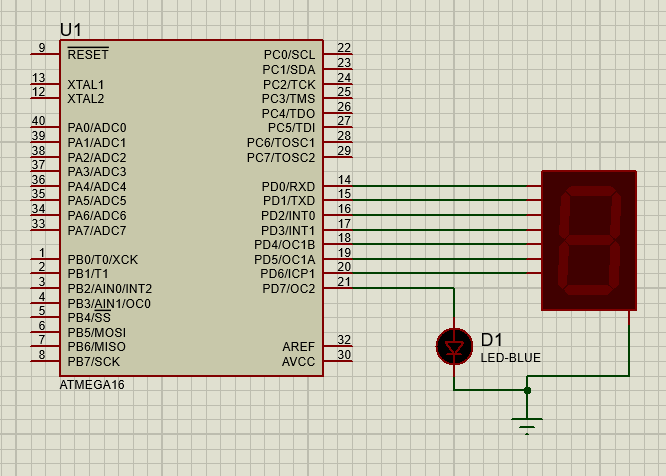 U1
9 RESET PC0/SCL 22
PC1/SDA 23
13 XTAL1 PC2/TCK 24
12 XTAL2 PC3/TMS 25
PC4/TDO 26
40 PA0/ADC0 PC5/TDI 27
39 PA1/ADC1 PC6/TOSC1 28
38 PA2/ADC2 PC7/TOSC2 29
37 PA3/ADC3
36 PA4/ADC4 PD0/RXD 14
35 PA5/ADC5 PD1/TXD 15
34 PA6/ADC6 PD2/INT0 16
33 PA7/ADC7 PD3/INT1 17
PD4/OC1B 18
1 PB0/T0/XCK PD5/OC1A 19
2 PB1/T1 PD6/ICP1 20
3 PB2/AIN0/INT2 PD7/OC2 21
4 PB3/AIN1/OC0
5 PB4/SS
6 PB5/MOSI
7 PB6/MISO AREF 32
8 PB7/SCK AVCC 30
ATMEGA16
D1
LED-BLUE